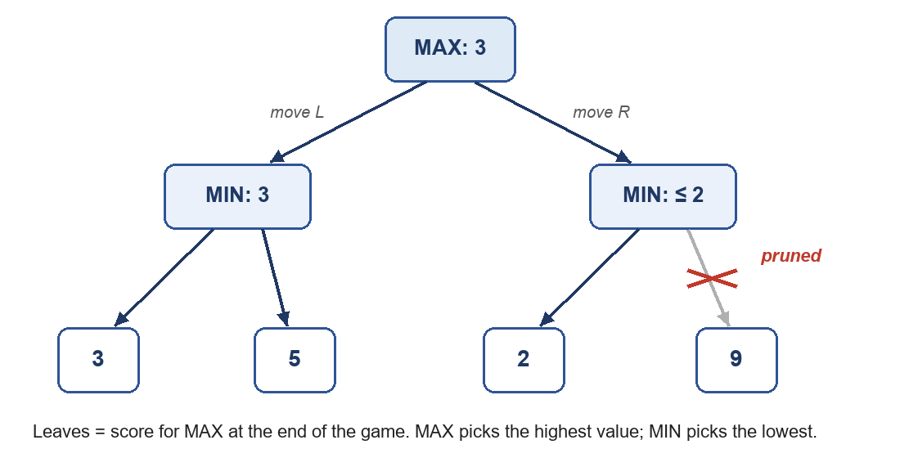 MAX: 3
move L
move R
MIN: 3
MIN: ≤ 2
pruned
3
5
2
9
Leaves = score for MAX at the end of the game. MAX picks the highest value; MIN picks the lowest.